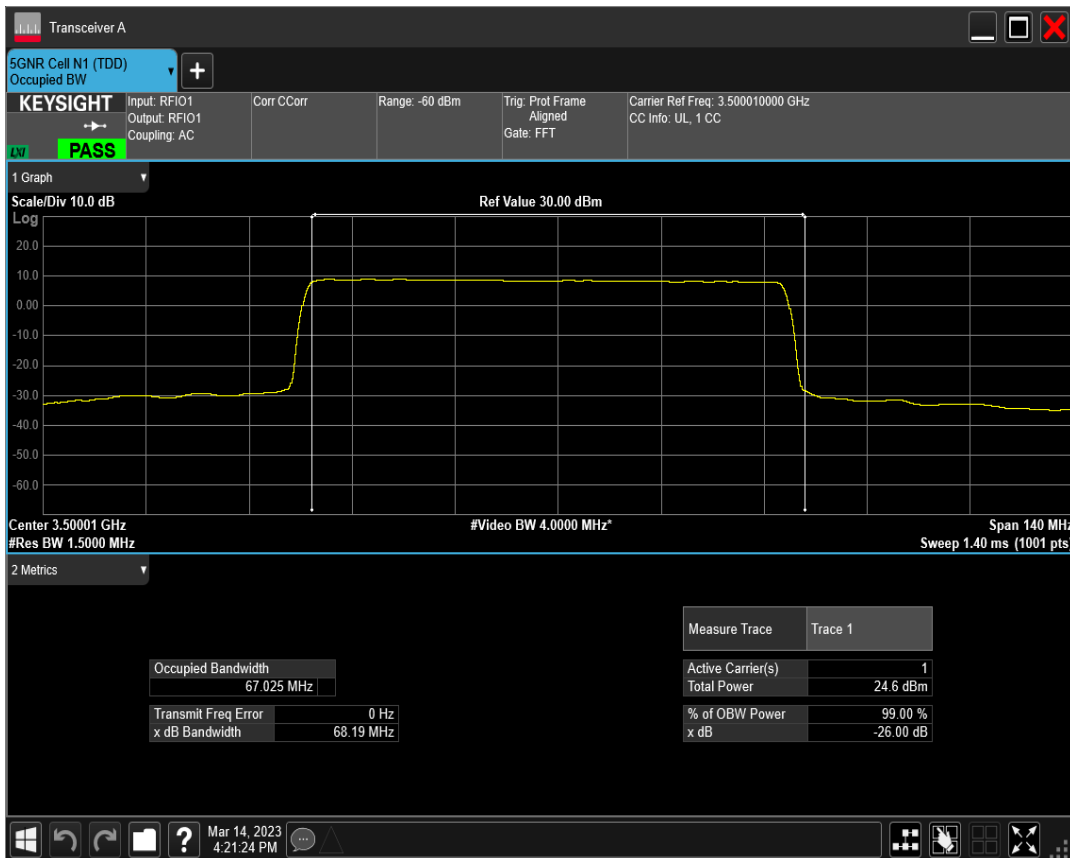 Transceiver A
5GNR Cell N1 (TDD)
Occupied BW
+
KEYSIGHT
LXI
PASS
Input: RFIO1
Output: RFIO1
Coupling: AC
Corr CCorr
Range: -60 dBm
Trig: Prot Frame
Aligned
Gate: FFT
Carrier Ref Freq: 3.500010000 GHz
CC Info: UL, 1 CC
1 Graph
Scale/Div 10.0 dB
Ref Value 30.00 dBm
Log
20.0
10.0
0.00
-10.0
-20.0
-30.0
-40.0
-50.0
-60.0
Center 3.50001 GHz
#Video BW 4.0000 MHz*
Span 140 MHz
#Res BW 1.5000 MHz
Sweep 1.40 ms (1001 pts)
2 Metrics
Measure Trace Trace 1
Occupied Bandwidth
67.025 MHz
Active Carrier(s) 1
Total Power 24.6 dBm
Transmit Freq Error 0 Hz
x dB Bandwidth 68.19 MHz
% of OBW Power 99.00 %
x dB -26.00 dB
?
Mar 14, 2023
4:21:24 PM